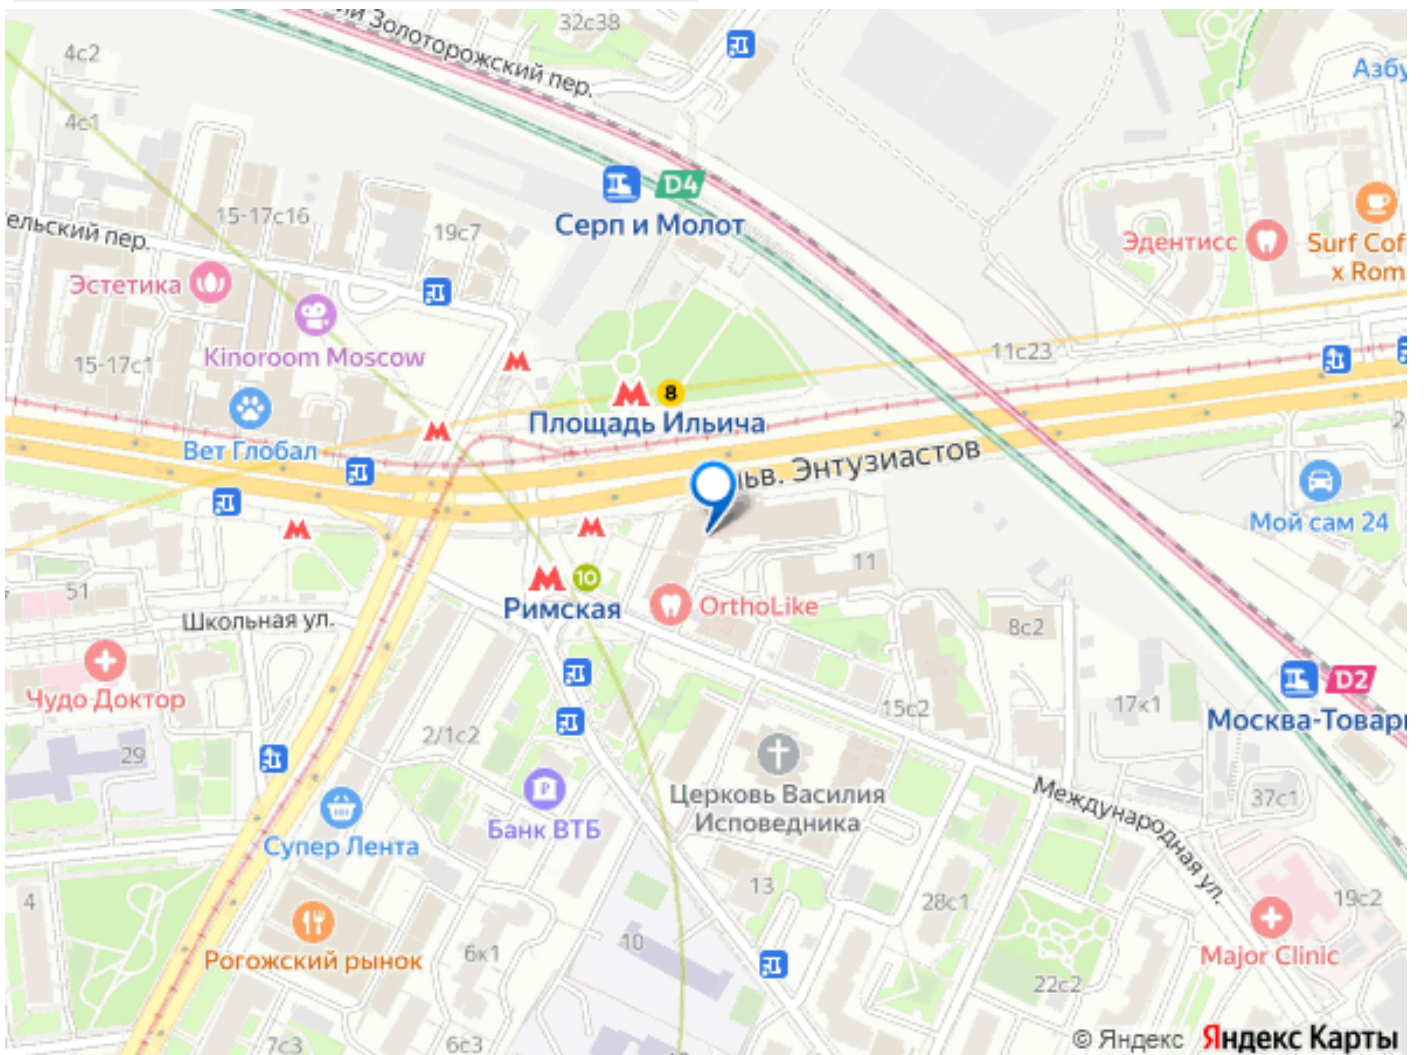 ий Золоторожский пер.
32с38
4с2
Азбу
4с1
D4
Серп и Молот
15-17с16
19с7
ельский пер.
Эдентисс
Surf Cof
x Rom
Эстетика
Kinoroom Moscow
15-17с1
11с23
8
Площадь Ильича
Вет Глобал
ьв. Энтузиастов
Мой сам 24
11
10
Римская
OrthoLike
51
Школьная ул.
8с2
Чудо Доктор
D2
Москва-Товарн
17к1
15с2
2/1с2
29
Церковь Василия
Исповедника
Международная ул.
37с1
Банк ВТБ
Супер Лента
13
4
28с1
19с2
Рогожский рынок
10
6к1
Major Clinic
22с2
7с3
6е3
© Яндекс Яндекс Карты